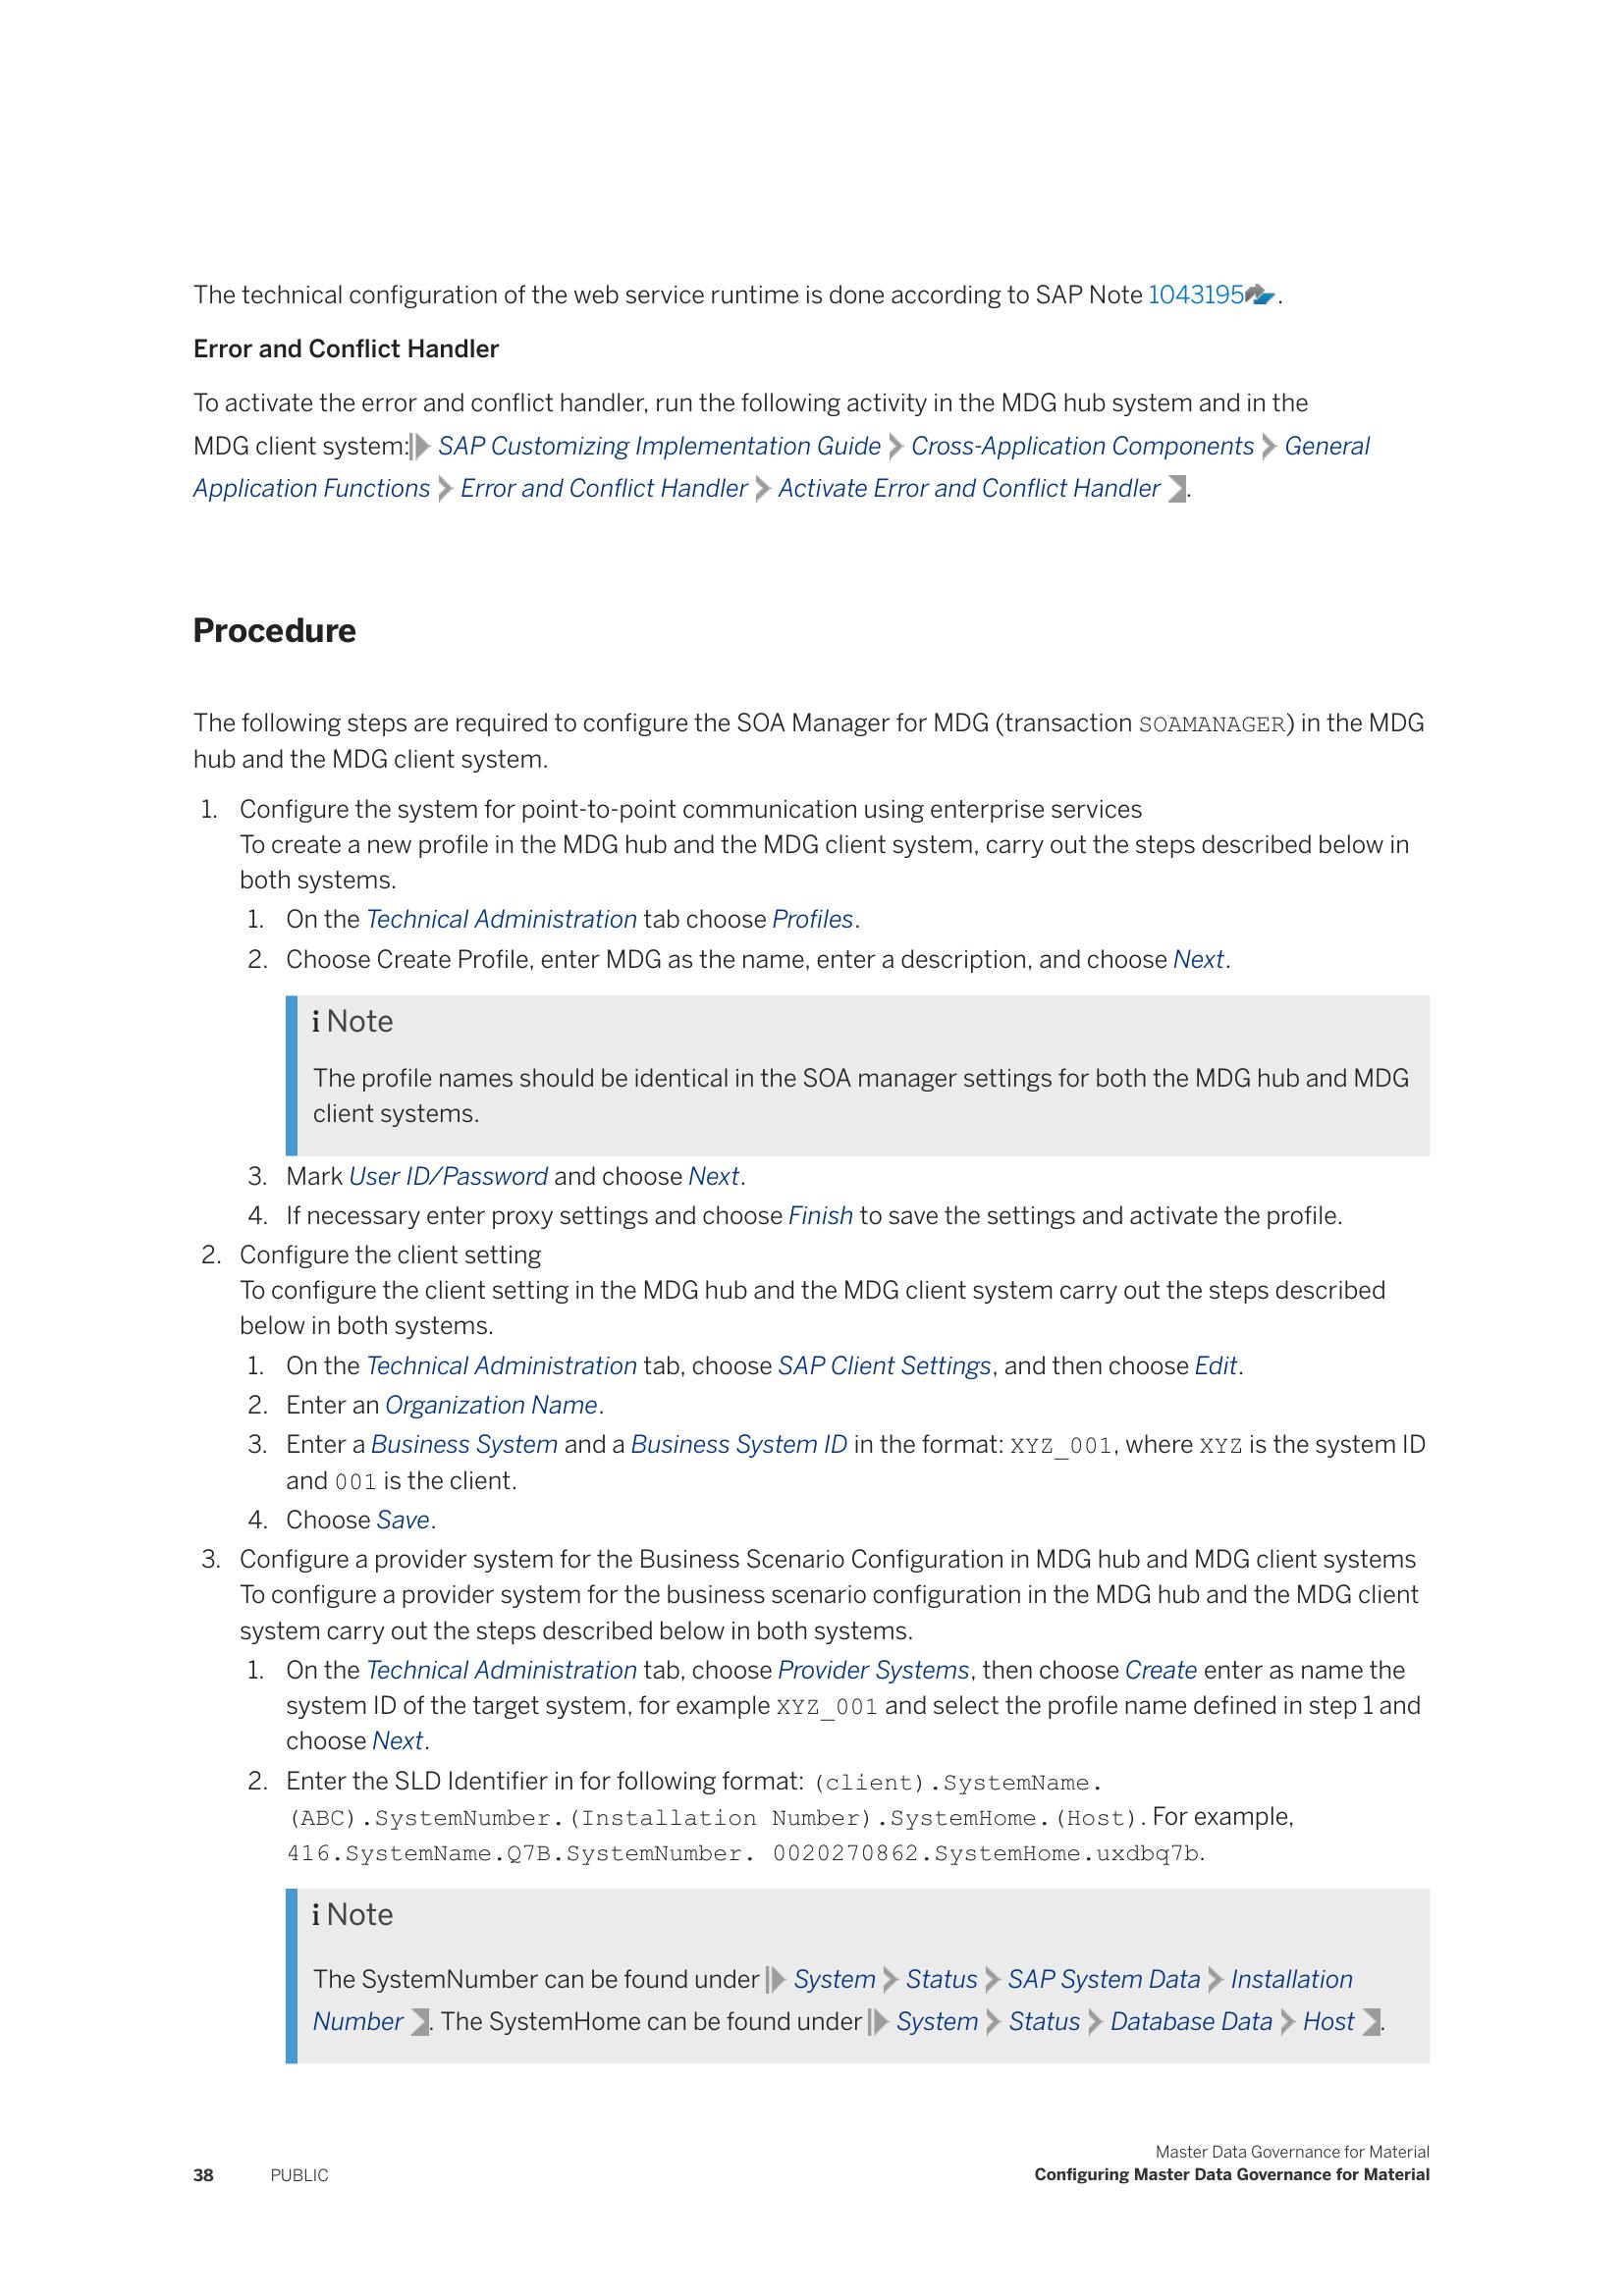 The technical configuration of the web service runtime is done according to SAP Note 1043195.
Error and Conflict Handler
To activate the error and conflict handler, run the following activity in the MDG hub system and in the
MDG client system: SAP Customizing Implementation Guide Cross-Application Components General
Application Functions Error and Conflict Handler Activate Error and Conflict Handler .
Procedure
The following steps are required to configure the SOA Manager for MDG (transaction SOAMANAGER) in the MDG
hub and the MDG client system.
1. Configure the system for point-to-point communication using enterprise services
To create a new profile in the MDG hub and the MDG client system, carry out the steps described below in
both systems.
1. On the Technical Administration tab choose Profiles.
2. Choose Create Profile, enter MDG as the name, enter a description, and choose Next.
i Note
The profile names should be identical in the SOA manager settings for both the MDG hub and MDG
client systems.
3. Mark User ID/Password and choose Next.
4. If necessary enter proxy settings and choose Finish to save the settings and activate the profile.
2. Configure the client setting
To configure the client setting in the MDG hub and the MDG client system carry out the steps described
below in both systems.
1. On the Technical Administration tab, choose SAP Client Settings, and then choose Edit.
2. Enter an Organization Name.
3. Enter a Business System and a Business System ID in the format: XYZ_001, where XYZ is the system ID
and 001 is the client.
4. Choose Save.
3. Configure a provider system for the Business Scenario Configuration in MDG hub and MDG client systems
To configure a provider system for the business scenario configuration in the MDG hub and the MDG client
system carry out the steps described below in both systems.
1. On the Technical Administration tab, choose Provider Systems, then choose Create enter as name the
system ID of the target system, for example XYZ_001 and select the profile name defined in step 1 and
choose Next.
2. Enter the SLD Identifier in for following format: (client).SystemName.
(ABC).SystemNumber.(Installation Number).SystemHome.(Host). For example,
416.SystemName.Q7B.SystemNumber. 0020270862.SystemHome.uxdbq7b.
i Note
The SystemNumber can be found under System Status SAP System Data Installation
Number . The SystemHome can be found under System Status Database Data Host .
Master Data Governance for Material
38 PUBLIC Configuring Master Data Governance for Material